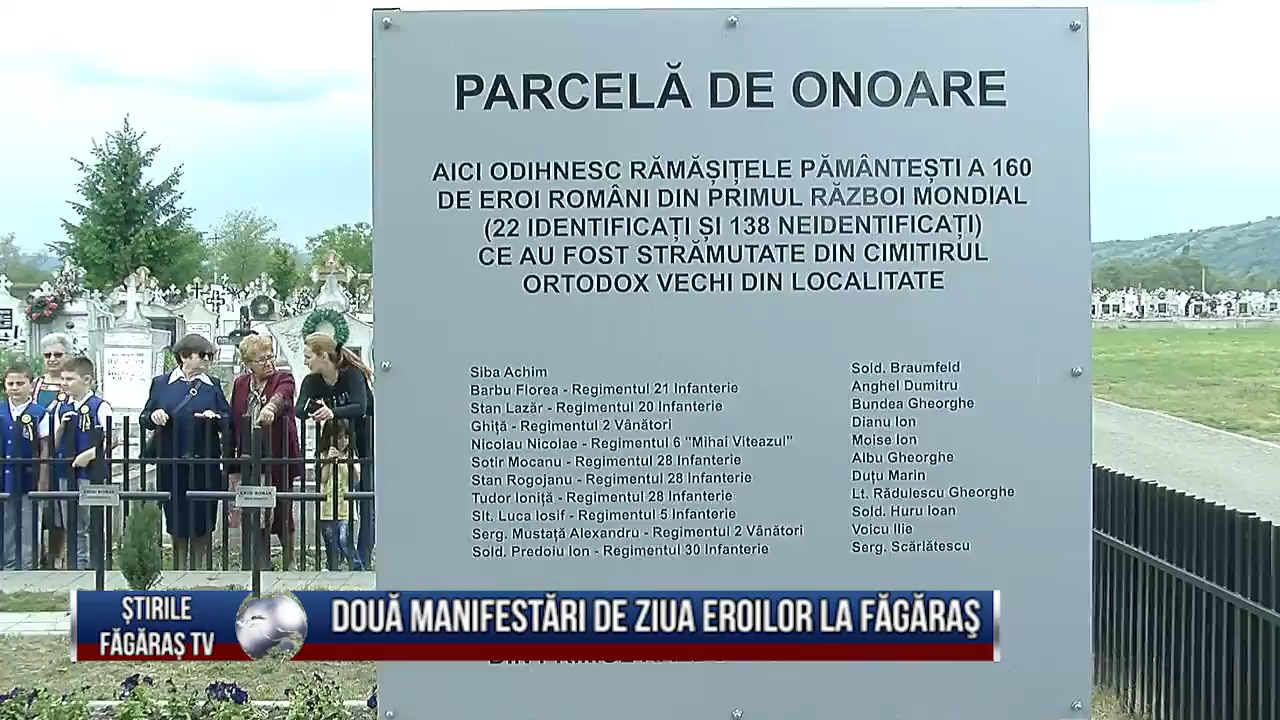 PARCELĂ DE ONOARE
AICI ODIHNESC RĂMĂȘIȚELE PĂMÂNTEȘTI A 160
DE EROI ROMÂNI DIN PRIMUL RĂZBOI MONDIAL
(22 IDENTIFICAȚI ȘI 138 NEIDENTIFICAȚI)
CE AU FOST STRĂMUTATE DIN CIMITIRUL
ORTODOX VECHI DIN LOCALITATE
Siba Achim
Barbu Florea - Regimentul 21 Infanterie
Stan Lazăr - Regimentul 20 Infanterie
Ghiță - Regimentul 2 Vânători
Nicolau Nicolae - Regimentul 6 "Mihai Viteazul"
Sotir Mocanu - Regimentul 28 Infanterie
Stan Rogojanu - Regimentul 28 Infanterie
Tudor Ioniță - Regimentul 28 Infanterie
Slt. Luca Iosif - Regimentul 5 Infanterie
Serg. Mustață Alexandru - Regimentul 2 Vânători
Sold. Predoiu Ion - Regimentul 30 Infanterie
Sold. Braumfeld
Anghel Dumitru
Bundea Gheorghe
Dianu Ion
Moise Ion
Albu Gheorghe
Duțu Marin
Lt. Rădulescu Gheorghe
Sold. Huru Ioan
Voicu Ilie
Serg. Scărlătescu
EROU ROMÂN
EROU ROMÂN
ȘTIRILE
FĂGĂRAȘ TV
DOUĂ MANIFESTĂRI DE ZIUA EROILOR LA FĂGĂRAŞ